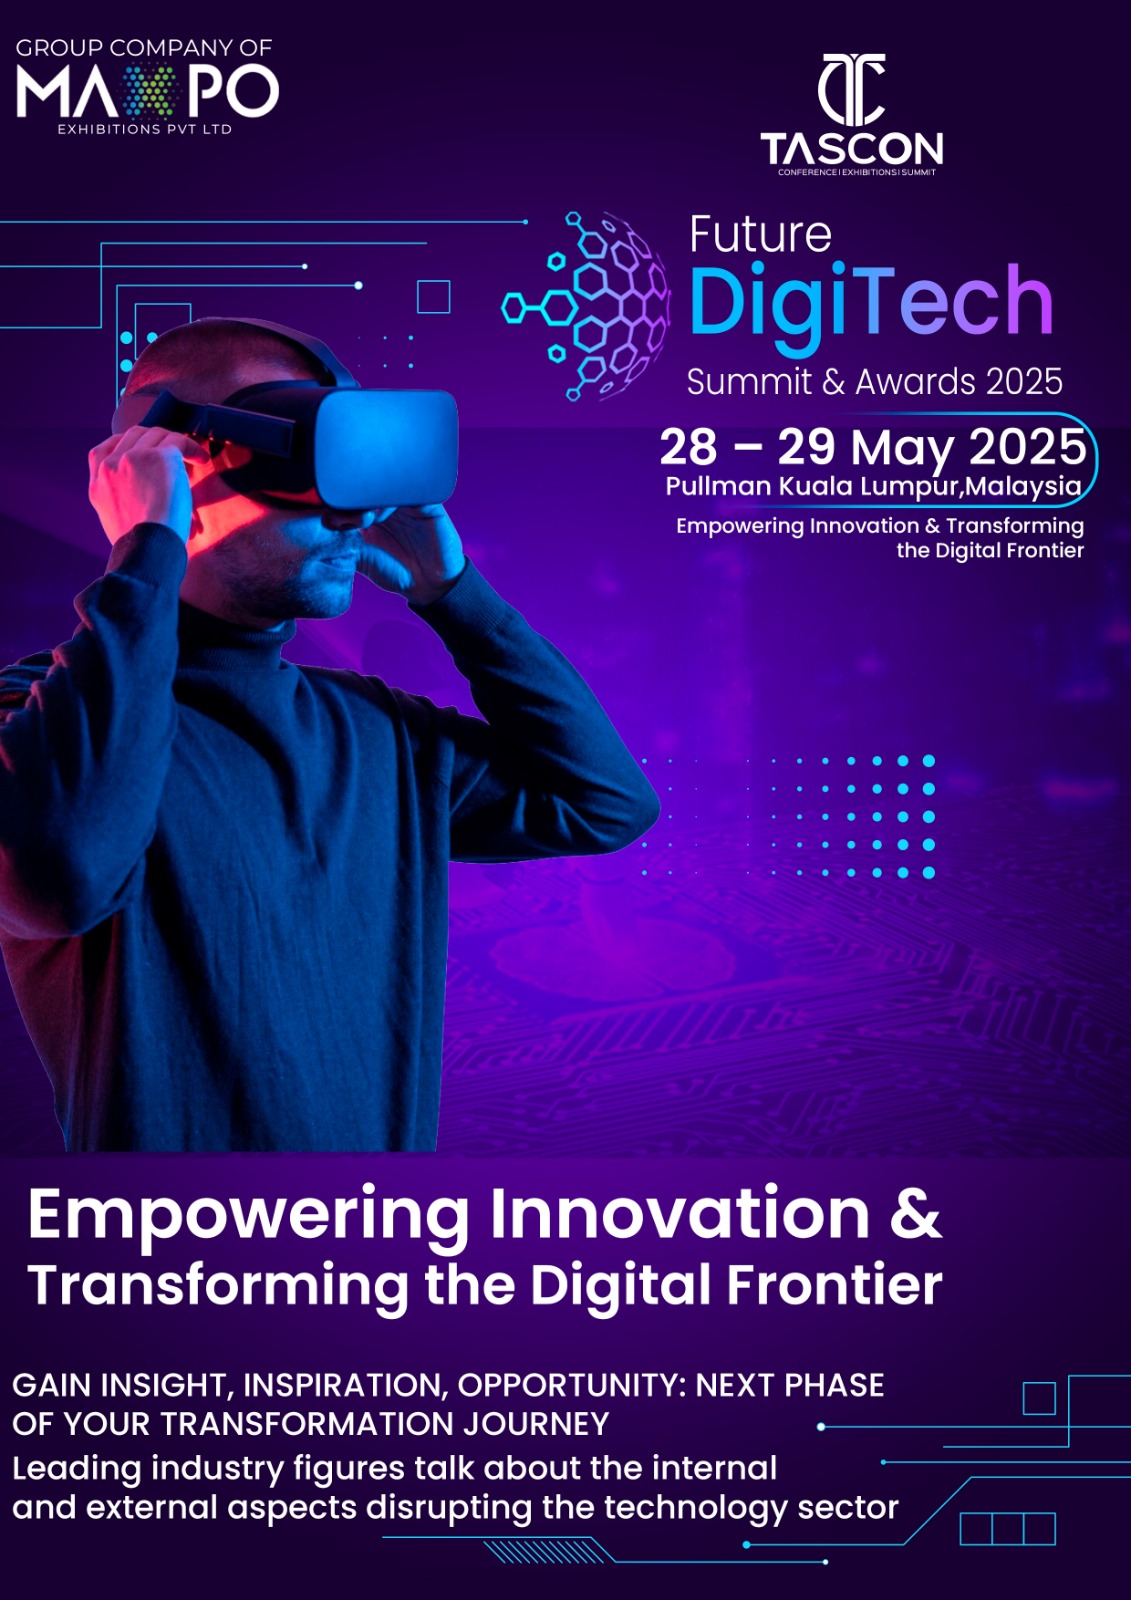 GROUP COMPANY OF
MAXPO
EXHIBITIONS PVT LTD
TASCON
CONFERENCE | EXHIBITIONS | SUMMIT
Future
DigiTech
Summit & Awards 2025
28 – 29 May 2025
Pullman Kuala Lumpur,Malaysia
Empowering Innovation & Transforming
the Digital Frontier
Empowering Innovation &
Transforming the Digital Frontier
GAIN INSIGHT, INSPIRATION, OPPORTUNITY: NEXT PHASE
OF YOUR TRANSFORMATION JOURNEY
Leading industry figures talk about the internal
and external aspects disrupting the technology sector